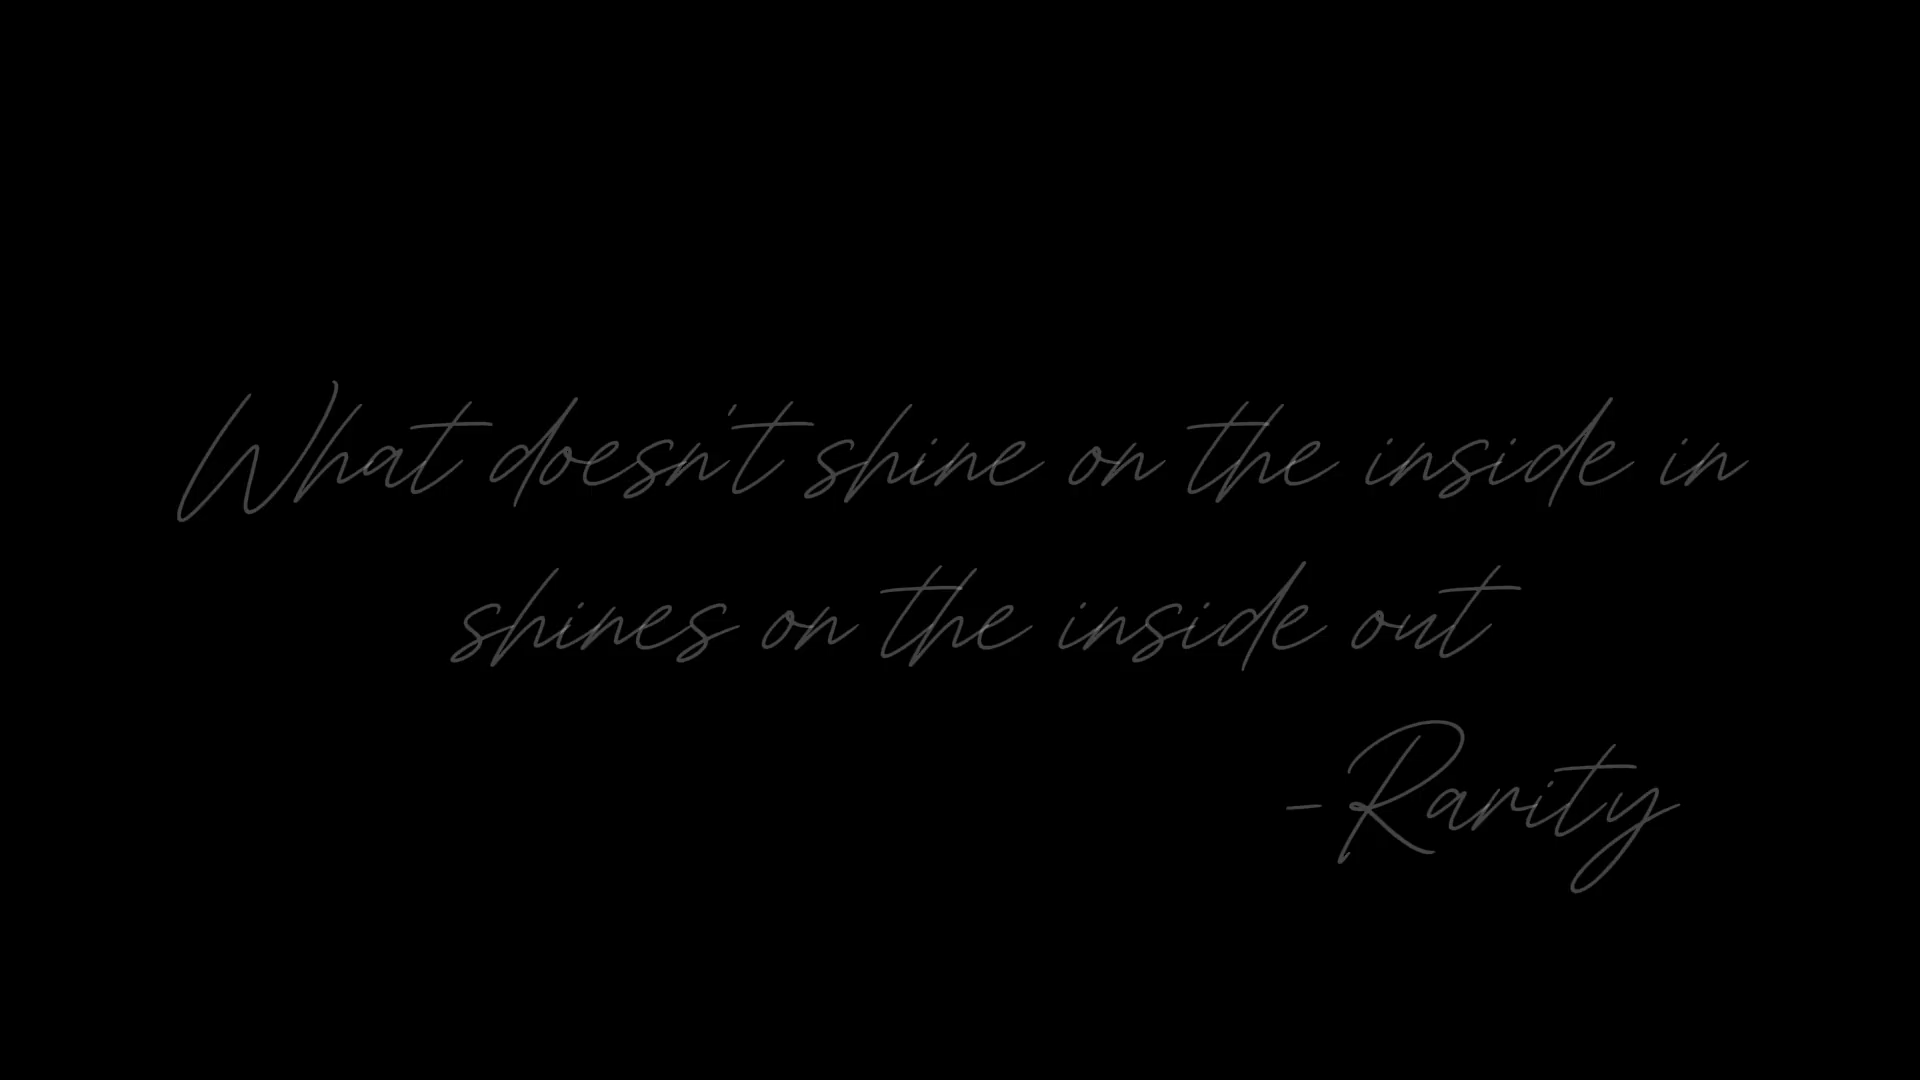 What doesn't shine on the inside in
shines on the inside out
-Rarity